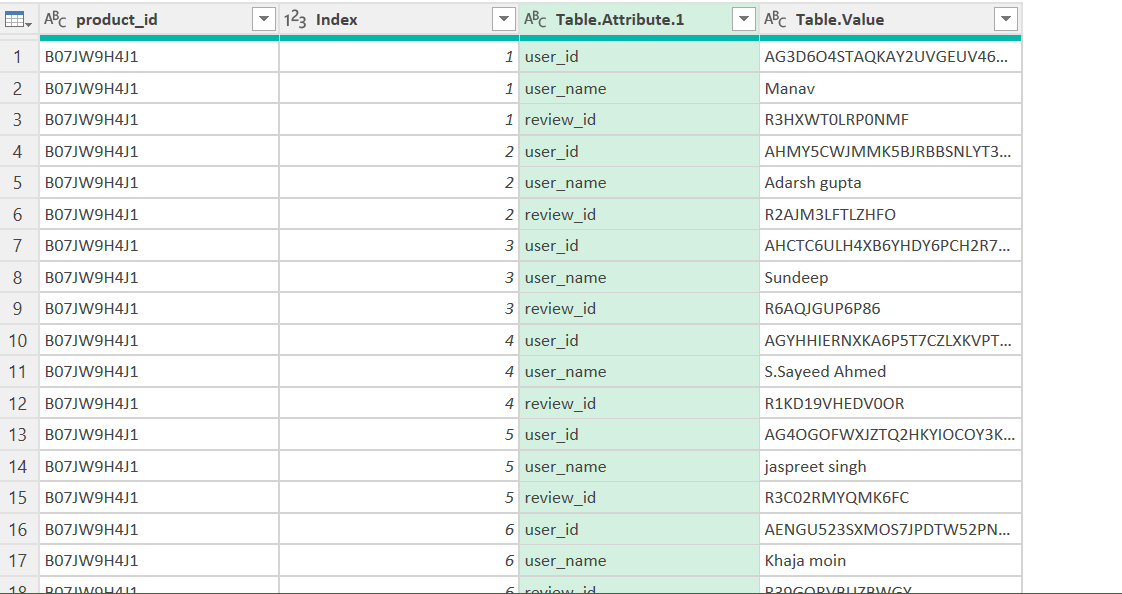 ABC product_id 123 Index ABC Table.Attribute.1 ABC Table.Value
1 B07JW9H4J1 1 user_id AG3D6O4STAQKAY2UVGEUV46...
2 B07JW9H4J1 1 user_name Manav
3 B07JW9H4J1 1 review_id R3HXWT0LRP0NMF
4 B07JW9H4J1 2 user_id AHMY5CWJMMK5BJRBBSNLYT3...
5 B07JW9H4J1 2 user_name Adarsh gupta
6 B07JW9H4J1 2 review_id R2AJM3LFTLZHFO
7 B07JW9H4J1 3 user_id AHCTC6ULH4XB6YHDY6PCH2R7...
8 B07JW9H4J1 3 user_name Sundeep
9 B07JW9H4J1 3 review_id R6AQJGUP6P86
10 B07JW9H4J1 4 user_id AGYHHIERNXKA6P5T7CZLXKVPT...
11 B07JW9H4J1 4 user_name S.Sayeed Ahmed
12 B07JW9H4J1 4 review_id R1KD19VHEDV0OR
13 B07JW9H4J1 5 user_id AG4OGOFWXJZTQ2HKYIOCOY3K...
14 B07JW9H4J1 5 user_name jaspreet singh
15 B07JW9H4J1 5 review_id R3C02RMYQMK6FC
16 B07JW9H4J1 6 user_id AENGU523SXMOS7JPDTW52PN...
17 B07JW9H4J1 6 user_name Khaja moin
18 B07JW9H4J1 6 review_id